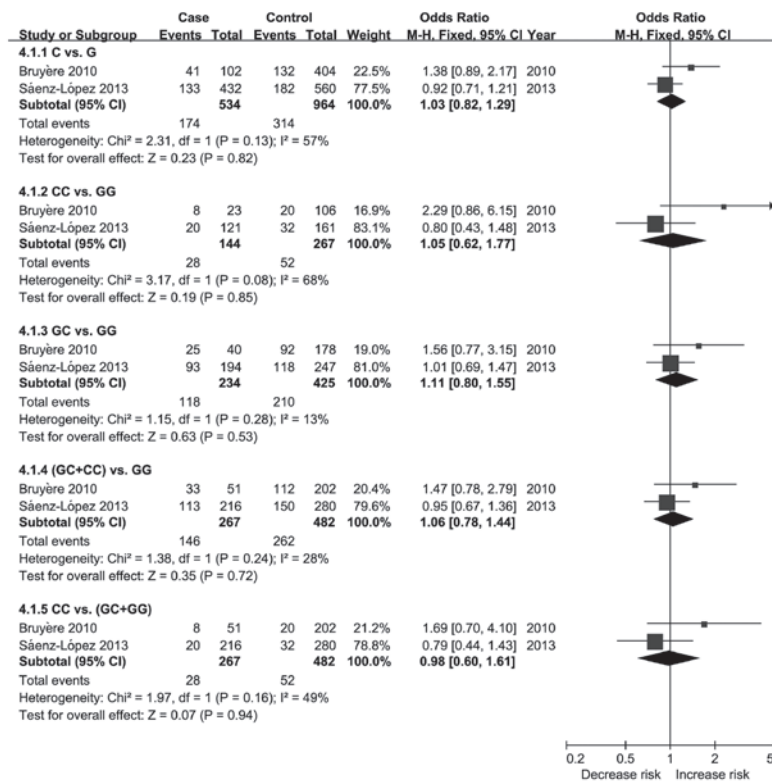 Case Control Odds Ratio Odds Ratio
Study or Subgroup Events Total Events Total Weight M-H, Fixed, 95% CI Year M-H, Fixed, 95% CI
4.1.1 C vs. G
Bruyère 2010 41 102 132 404 22.5% 1.38 [0.89, 2.17] 2010
Sáenz-López 2013 133 432 182 560 77.5% 0.92 [0.71, 1.21] 2013
Subtotal (95% CI) 534 964 100.0% 1.03 [0.82, 1.29]
Total events 174 314
Heterogeneity: Chi² = 2.31, df = 1 (P = 0.13); I² = 57%
Test for overall effect: Z = 0.23 (P = 0.82)
4.1.2 CC vs. GG
Bruyère 2010 8 23 20 106 16.9% 2.29 [0.86, 6.15] 2010
Sáenz-López 2013 20 121 32 161 83.1% 0.80 [0.43, 1.48] 2013
Subtotal (95% CI) 144 267 100.0% 1.05 [0.62, 1.77]
Total events 28 52
Heterogeneity: Chi² = 3.17, df = 1 (P = 0.08); I² = 68%
Test for overall effect: Z = 0.19 (P = 0.85)
4.1.3 GC vs. GG
Bruyère 2010 25 40 92 178 19.0% 1.56 [0.77, 3.15] 2010
Sáenz-López 2013 93 194 118 247 81.0% 1.01 [0.69, 1.47] 2013
Subtotal (95% CI) 234 425 100.0% 1.11 [0.80, 1.55]
Total events 118 210
Heterogeneity: Chi² = 1.15, df = 1 (P = 0.28); I² = 13%
Test for overall effect: Z = 0.63 (P = 0.53)
4.1.4 (GC+CC) vs. GG
Bruyère 2010 33 51 112 202 20.4% 1.47 [0.78, 2.79] 2010
Sáenz-López 2013 113 216 150 280 79.6% 0.95 [0.67, 1.36] 2013
Subtotal (95% CI) 267 482 100.0% 1.06 [0.78, 1.44]
Total events 146 262
Heterogeneity: Chi² = 1.38, df = 1 (P = 0.24); I² = 28%
Test for overall effect: Z = 0.35 (P = 0.72)
4.1.5 CC vs. (GC+GG)
Bruyère 2010 8 51 20 202 21.2% 1.69 [0.70, 4.10] 2010
Sáenz-López 2013 20 216 32 280 78.8% 0.79 [0.44, 1.43] 2013
Subtotal (95% CI) 267 482 100.0% 0.98 [0.60, 1.61]
Total events 28 52
Heterogeneity: Chi² = 1.97, df = 1 (P = 0.16); I² = 49%
Test for overall effect: Z = 0.07 (P = 0.94)
0.2 0.5 1 2 5
Decrease risk Increase risk